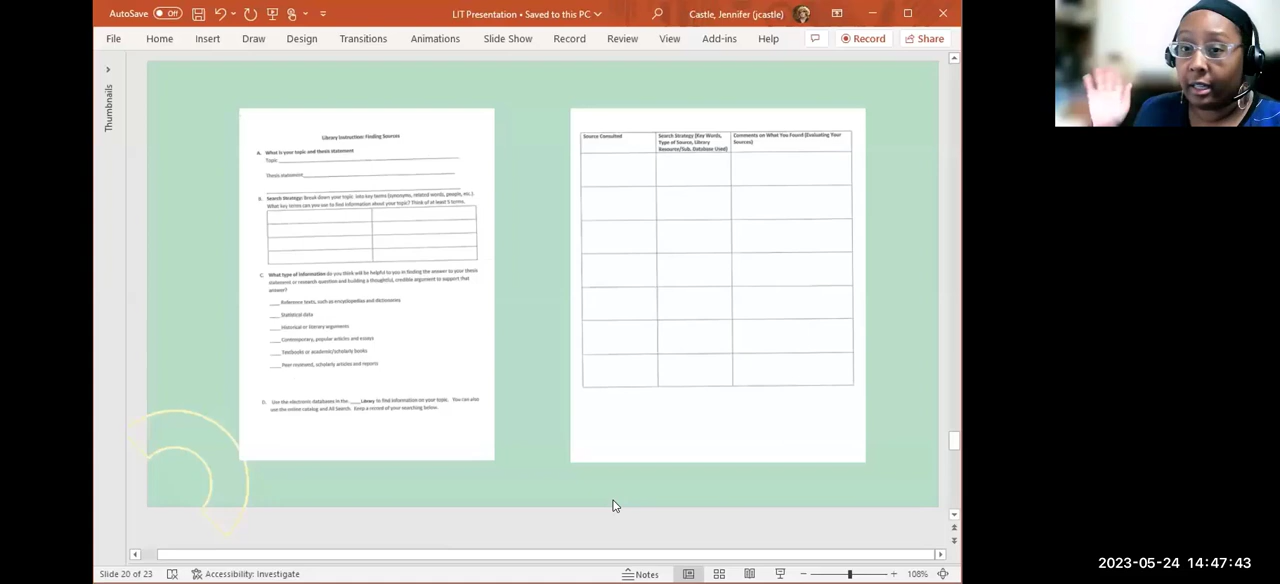 AutoSave Off
LIT Presentation • Saved to this PC
Castle, Jennifer (jcastle)
File Home Insert Draw Design Transitions Animations Slide Show Record Review View Add-ins Help Record Share
Thumbnails
Library Instruction: Finding Sources
A. What is your topic and thesis statement
Topic
Thesis statement
B. Search Strategy: Break down your topic. Into key terms (synonyms, related words, people, etc.)
What key terms can you use to find information about your topic? Think of at least 5 terms.
C. What type of information do you think will be helpful to you in finding the answer to your thesis
statement or research question and building a thoughtful, credible argument to support that
answer?
____ Reference texts, such as encyclopedias and dictionaries
____ Statistical data
____ Historical or literary arguments
____ Contemporary, popular articles and essays
____ Textbooks or academic/scholarly books
____ Peer reviewed, scholarly articles and reports
D. Use the electronic databases in the ____ Library to find information on your topic. You can also
use the online catalog and All Search. Keep a record of your searching below.
Source Consulted
Search Strategy (Key Words,
Type of Source, Library
Resource/Sub. Database Used)
Comments on What You Found (Evaluating Your
Sources)
Slide 20 of 23
Accessibility: Investigate
Notes
108%
2023-05-24 14:47:43